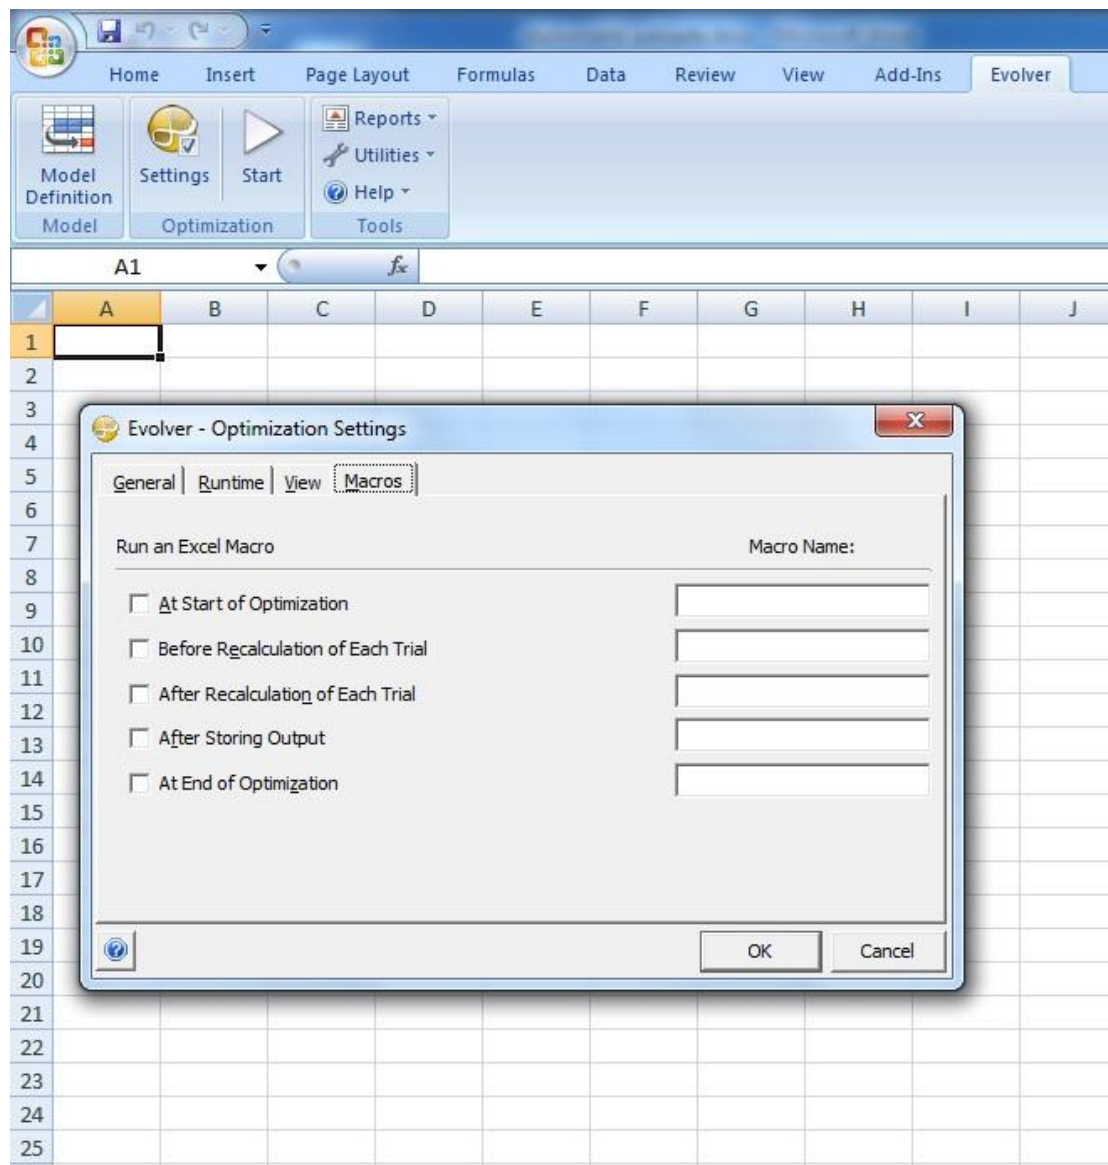 Home Insert Page Layout Formulas Data Review View Add-Ins Evolver
Reports
Utilities
Model Definition Settings Start
Help
Model Optimization Tools
A1 fx
A B C D E F G H I J
1
2
3
Evolver - Optimization Settings X
4
5
General Runtime View Macros
6
7
Run an Excel Macro Macro Name:
8
At Start of Optimization
9
10
Before Recalculation of Each Trial
11
After Recalculation of Each Trial
12
After Storing Output
13
14
At End of Optimization
15
16
17
18
19
? OK Cancel
20
21
22
23
24
25